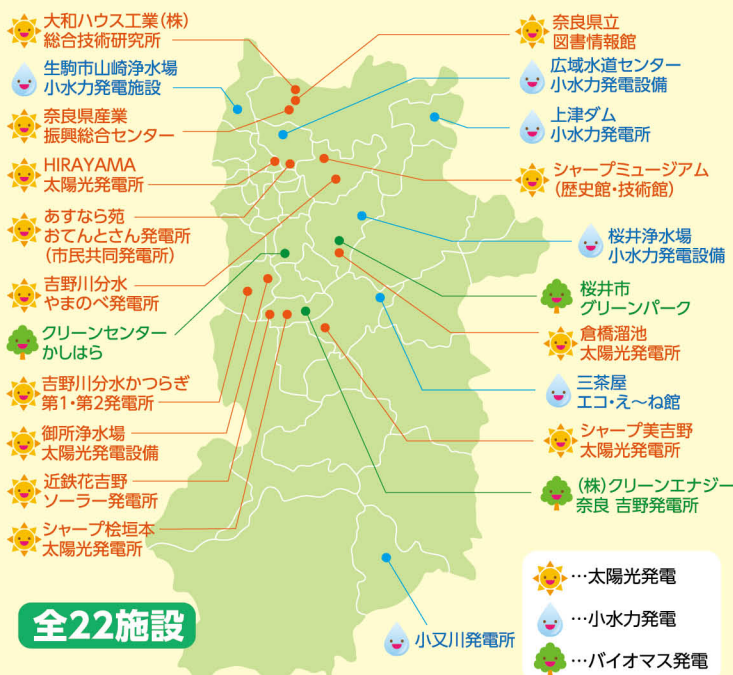 大和ハウス工業(株)
総合技術研究所
生駒市山崎浄水場
小水力発電施設
奈良県産業
振興総合センター
HIRAYAMA
太陽光発電所
あすなら苑
おてんとさん発電所
(市民共同発電所)
吉野川分水
やまのべ発電所
クリーンセンター
かしはら
吉野川分水かつらぎ
第1・第2発電所
御所浄水場
太陽光発電設備
近鉄花吉野
ソーラー発電所
シャープ桧垣本
太陽光発電所
全22施設
奈良県立
図書情報館
広域水道センター
小水力発電設備
上津ダム
小水力発電所
シャープミュージアム
(歴史館・技術館)
桜井浄水場
小水力発電設備
桜井市
グリーンパーク
倉橋溜池
太陽光発電所
三茶屋
エコ・え〜ね館
シャープ美吉野
太陽光発電所
(株)クリーンエナジー
奈良 吉野発電所
小又川発電所
…太陽光発電
…小水力発電
…バイオマス発電